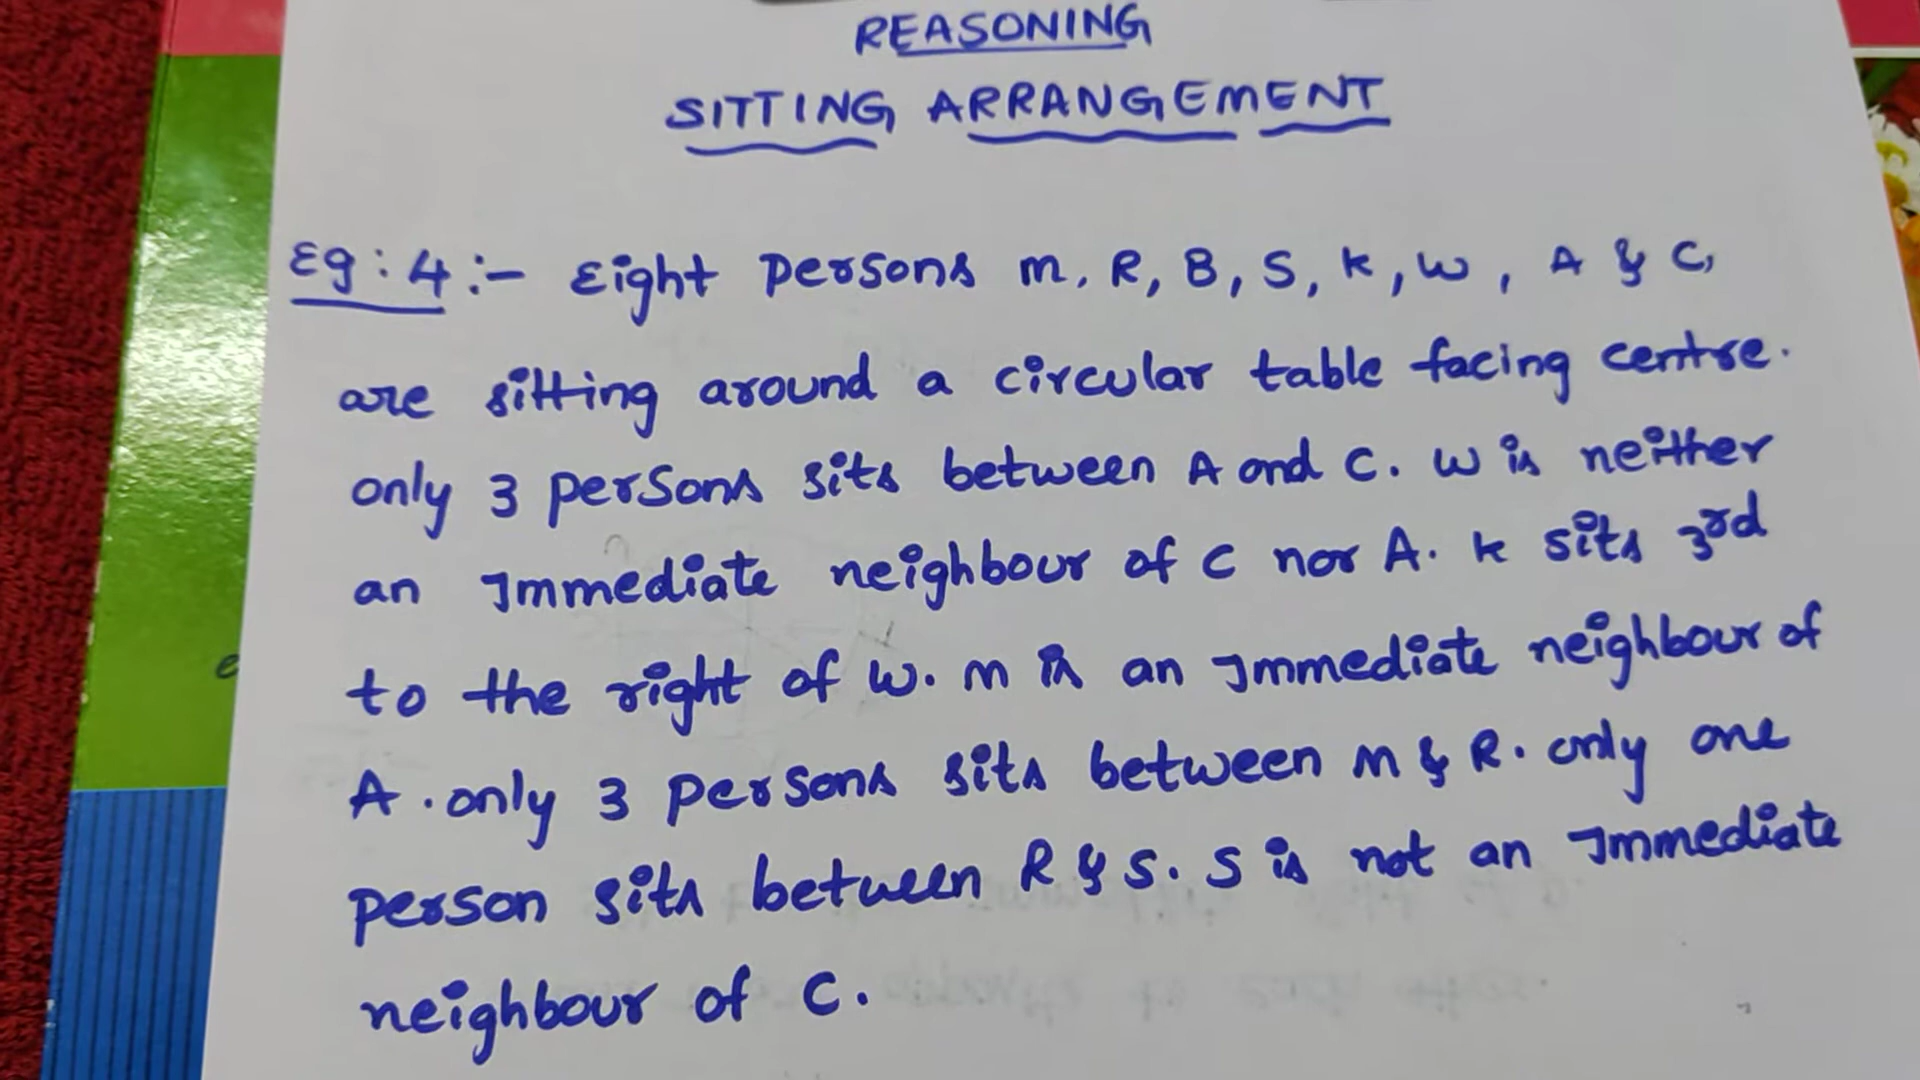 REASONING
SITTING ARRANGEMENT
Eg: 4:- Eight persons M, R, B, S, K, W, A & C,
are sitting around a circular table facing centre.
only 3 persons sits between A and C. W is neither
an Immediate neighbour of C nor A. K sits 3rd
to the right of W. M is an Immediate neighbour of
A. only 3 persons sits between M & R. only one
person sits between R & S. S is not an Immediate
neighbour of C.
e